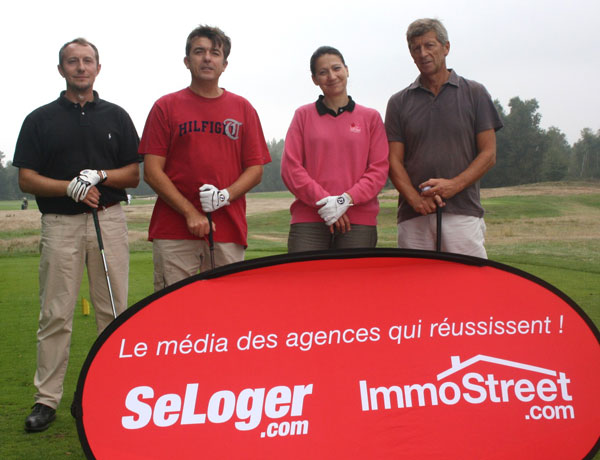 HILFIGER
Le média des agences qui réussissent !
SeLoger
.com
ImmoStreet
.com